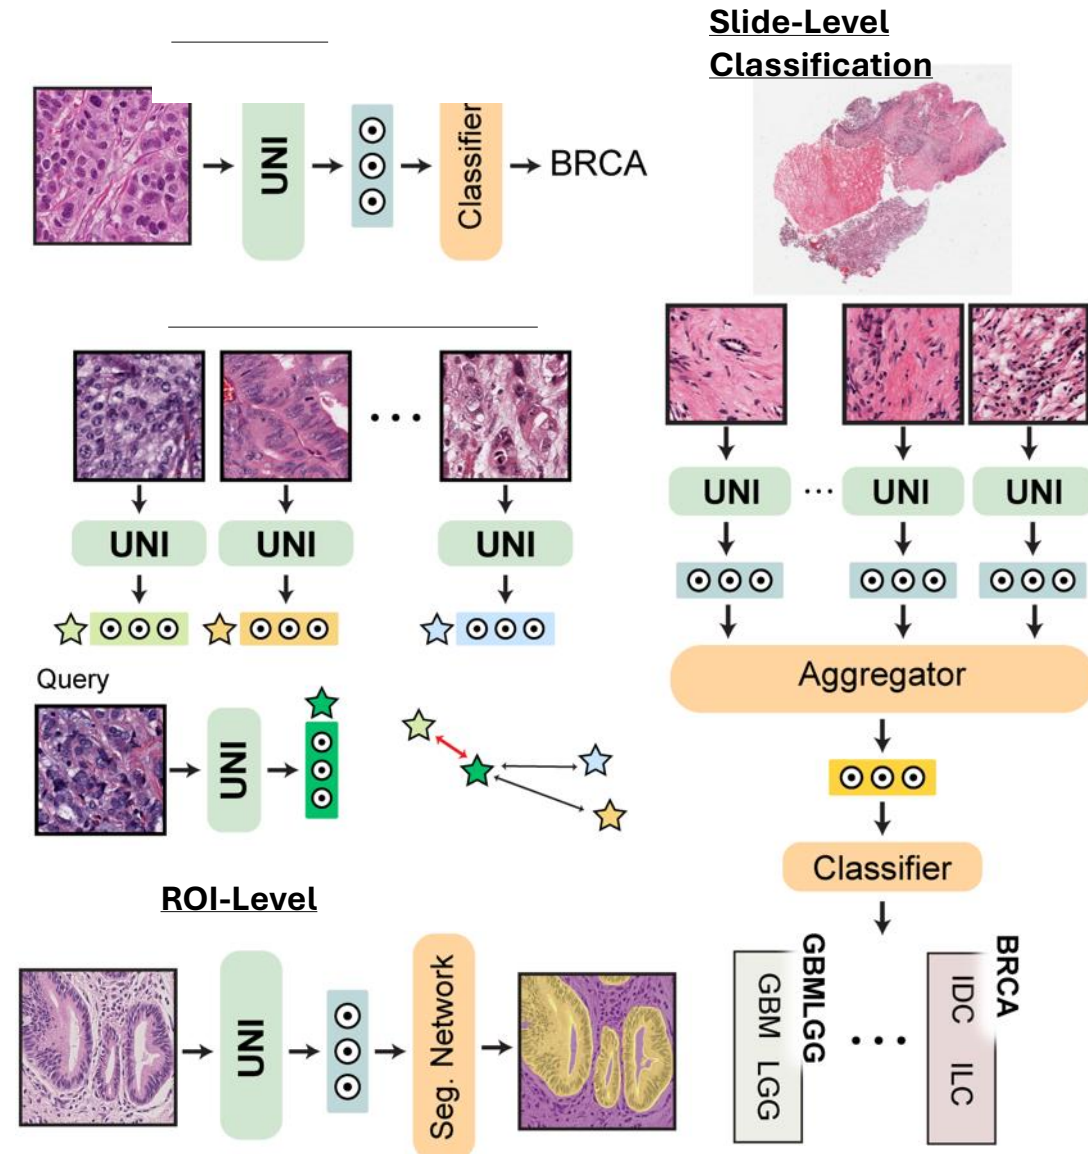 Slide-Level
Classification
UNI
Classifier
BRCA
UNI
UNI
UNI
Query
UNI
UNI
...
UNI
UNI
Aggregator
Classifier
GBMLGG
GBM LGG
BRCA
IDC ILC
ROI-Level
UNI
Seg. Network